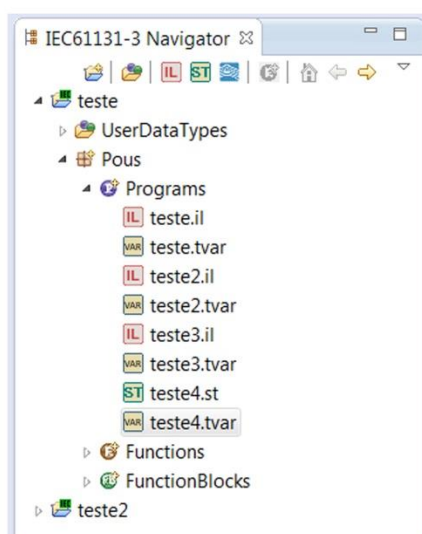 IEC61131-3 Navigator
IL ST
teste
UserDataTypes
Pous
Programs
IL teste.il
VAR teste.tvar
IL teste2.il
VAR teste2.tvar
IL teste3.il
VAR teste3.tvar
ST teste4.st
VAR teste4.tvar
Functions
FunctionBlocks
teste2